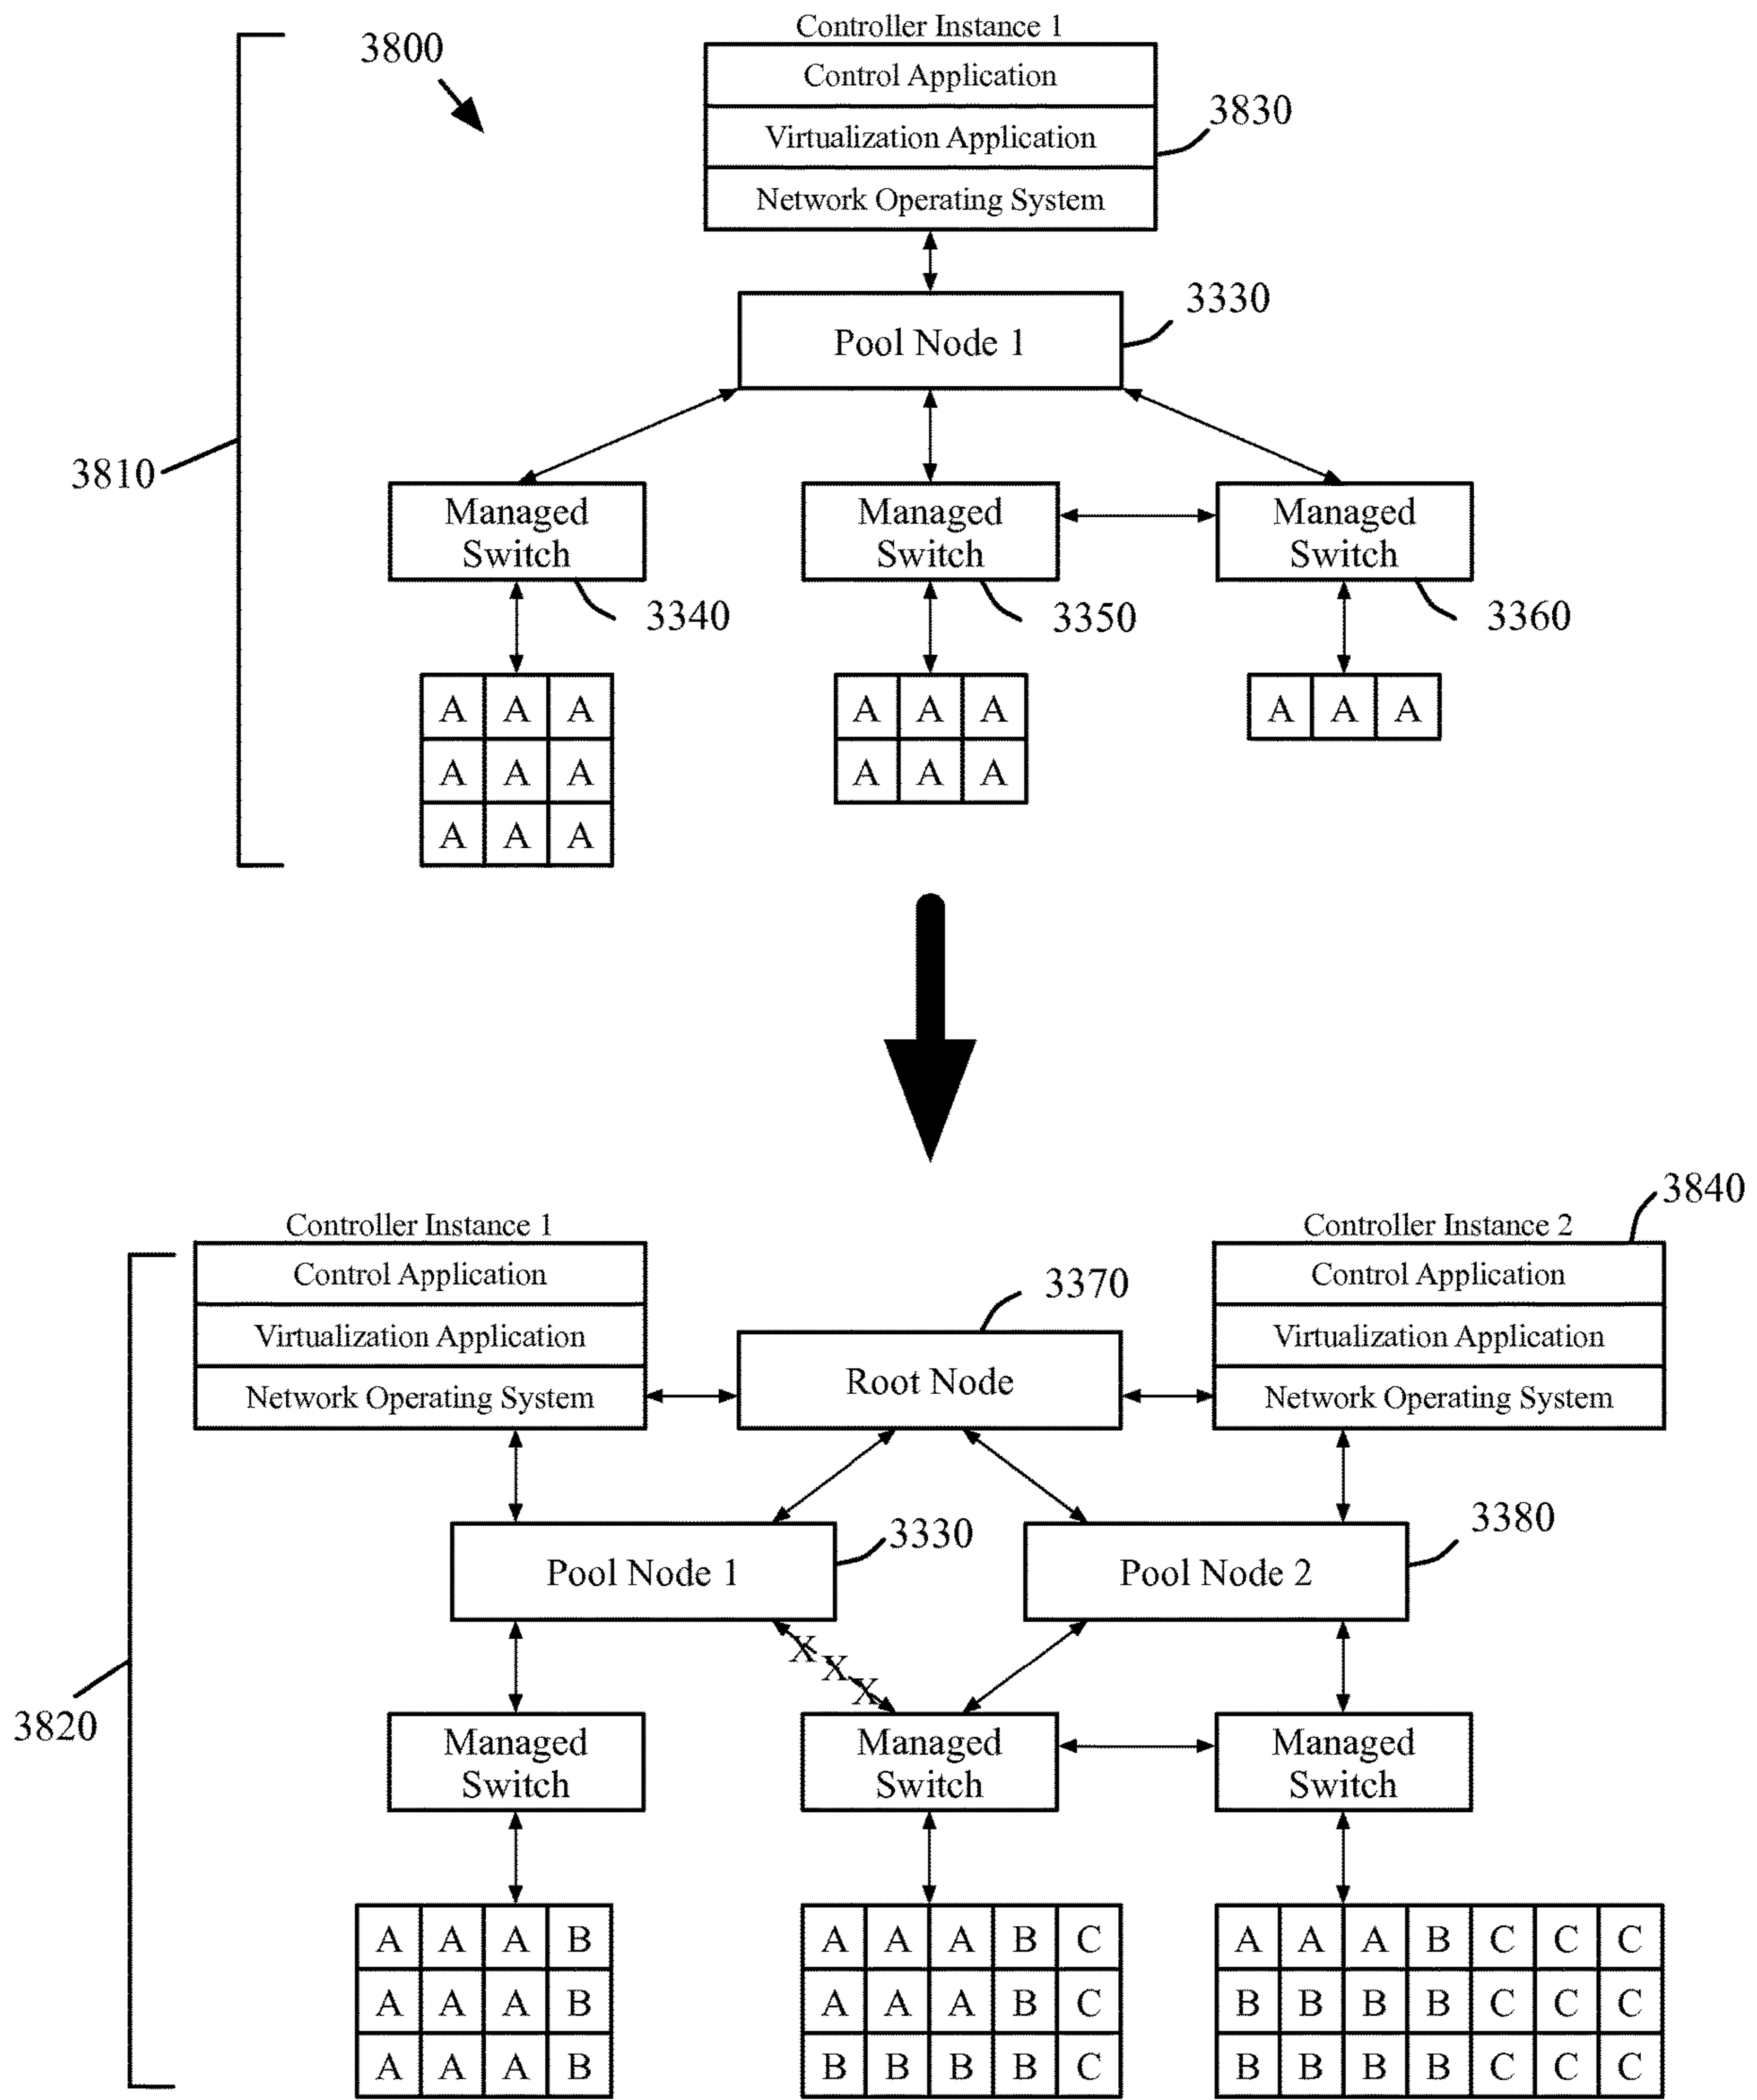 Controller Instance 1
3800
Control Application
3830
Virtualization Application
Network Operating System
3330
Pool Node 1
3810
Managed Switch
Managed Switch
Managed Switch
3340
3350
3360
A A A
A A A
A A A
A A A
A A A
A A A
3840
Controller Instance 1
Controller Instance 2
Control Application
3370
Control Application
Virtualization Application
Root Node
Virtualization Application
Network Operating System
Network Operating System
3330
3380
Pool Node 1
Pool Node 2
X
X
X
3820
Managed Switch
Managed Switch
Managed Switch
A A A B
A A A B
A A A B
A A A B C
A A A B C
B B B B C
A A A B C C C
B B B B C C C
B B B B C C C